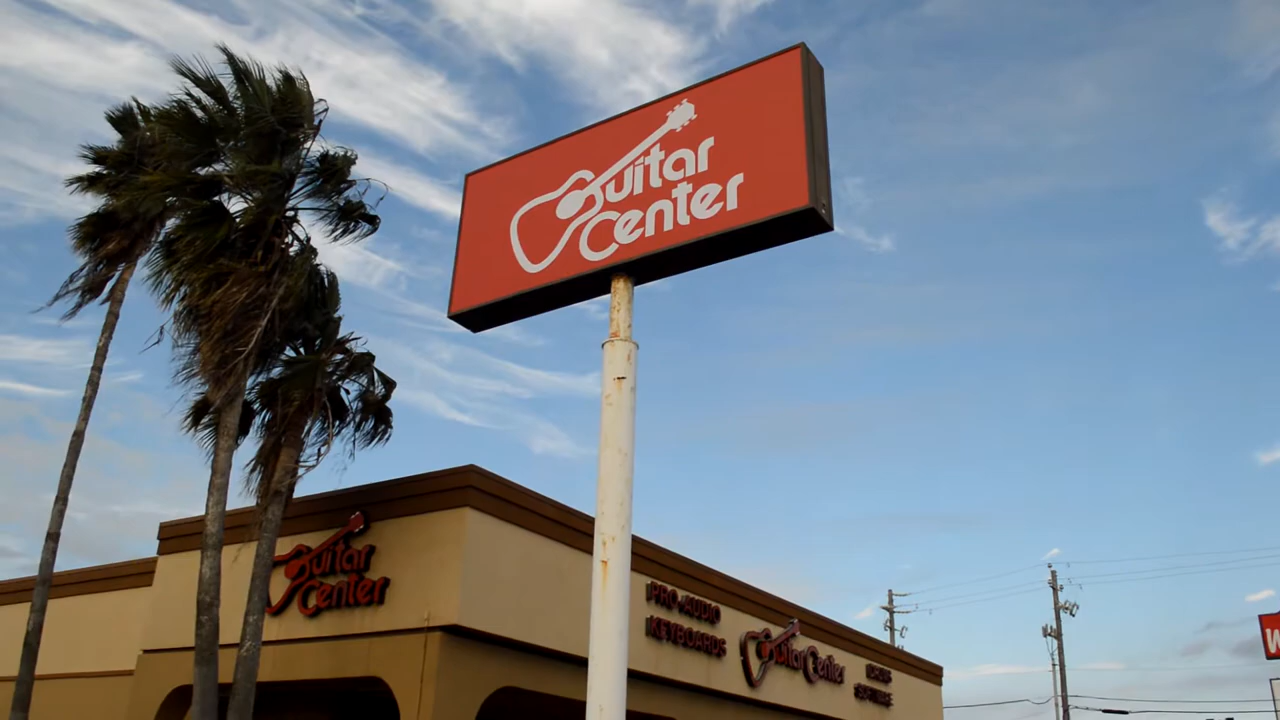 Guitar
Center
Guitar
Center
PRO-AUDIO
KEYBOARDS
Guitar Center